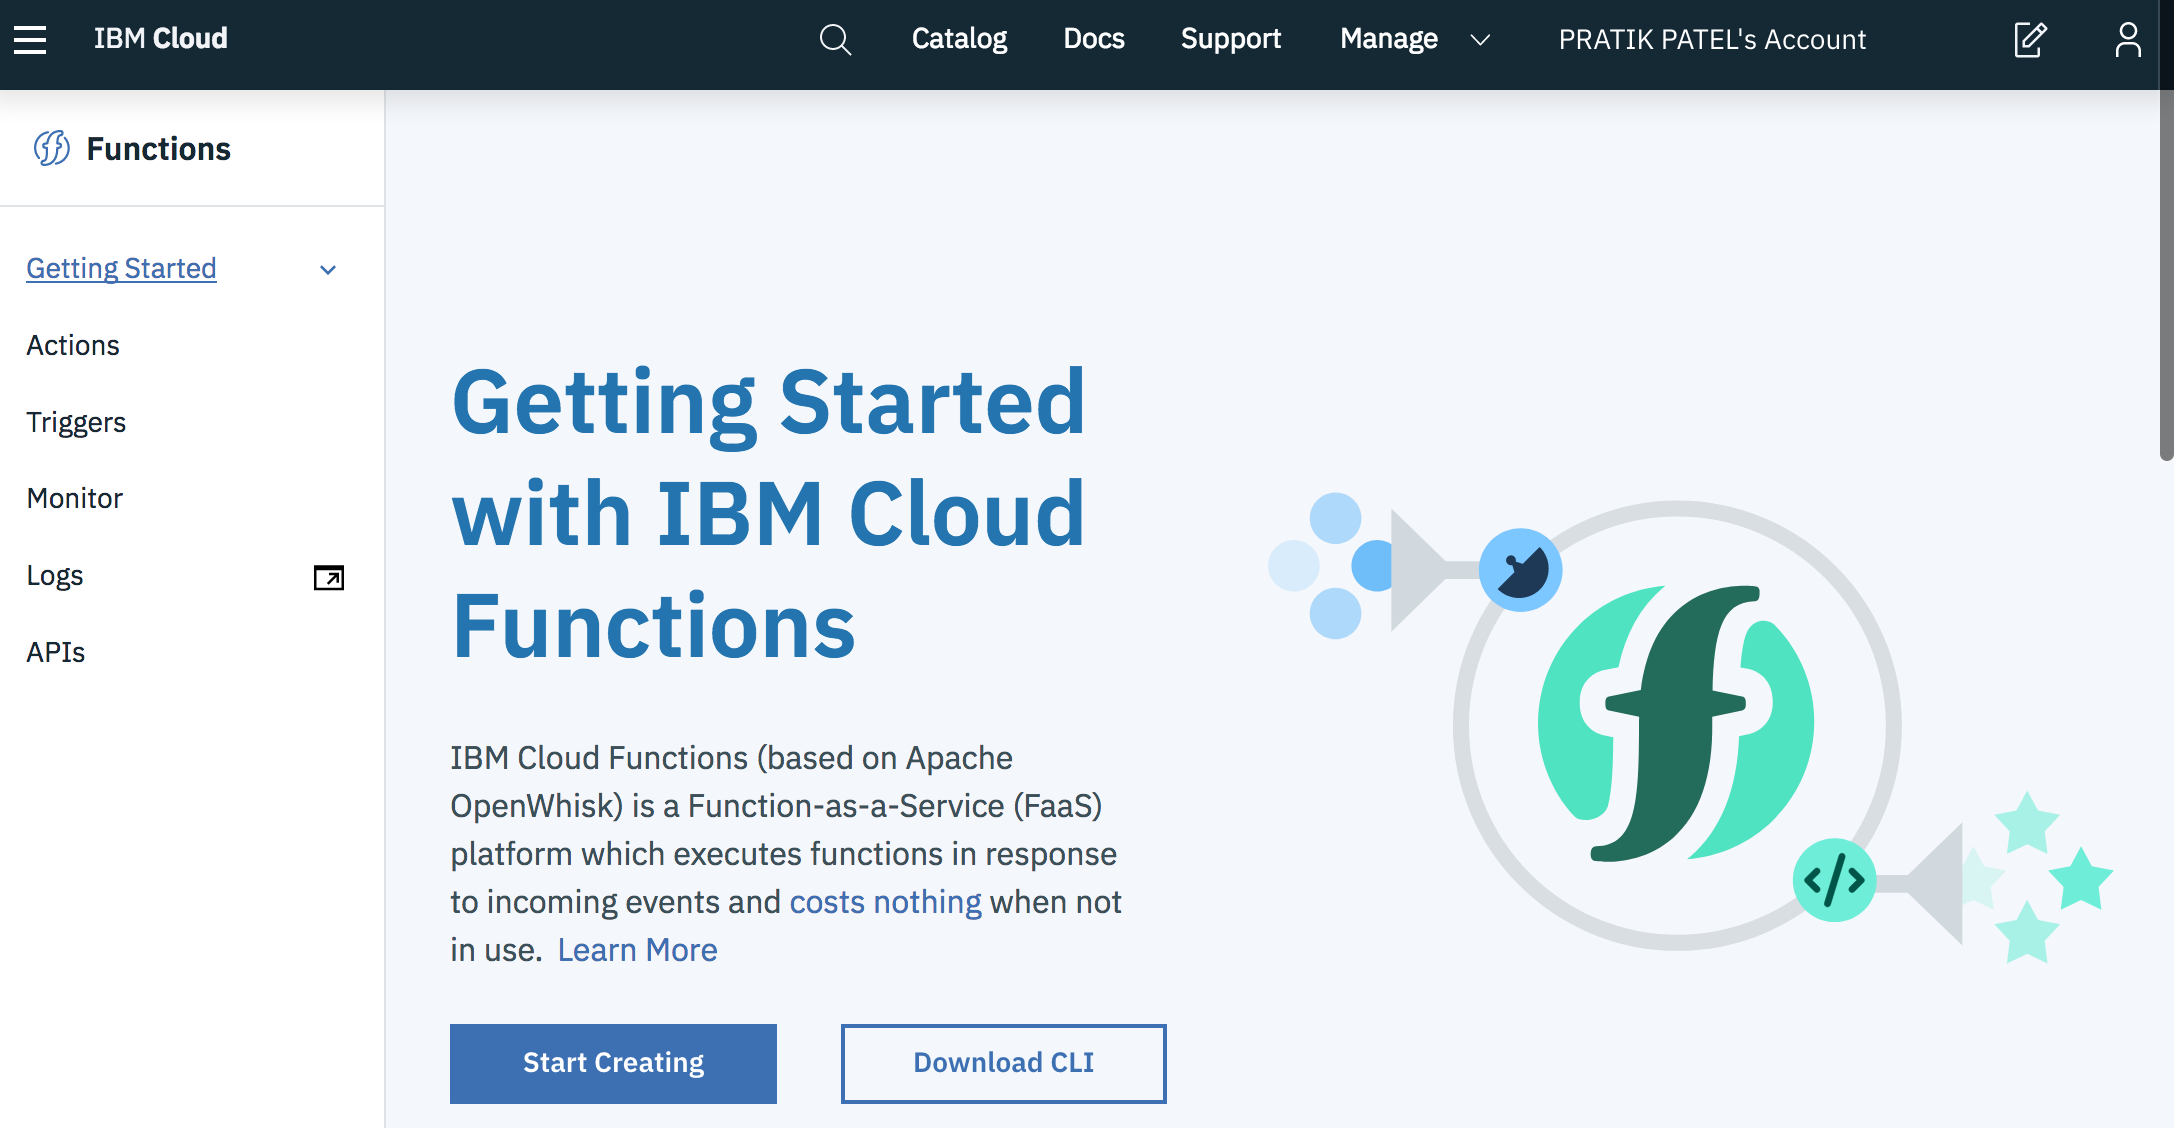 IBM Cloud
Catalog
Docs
Support
Manage
PRATIK PATEL's Account
Functions
Getting Started
Actions
Triggers
Monitor
Logs
APIs
Getting Started
with IBM Cloud
Functions
IBM Cloud Functions (based on Apache
OpenWhisk) is a Function-as-a-Service (FaaS)
platform which executes functions in response
to incoming events and costs nothing when not
in use. Learn More
Start Creating
Download CLI